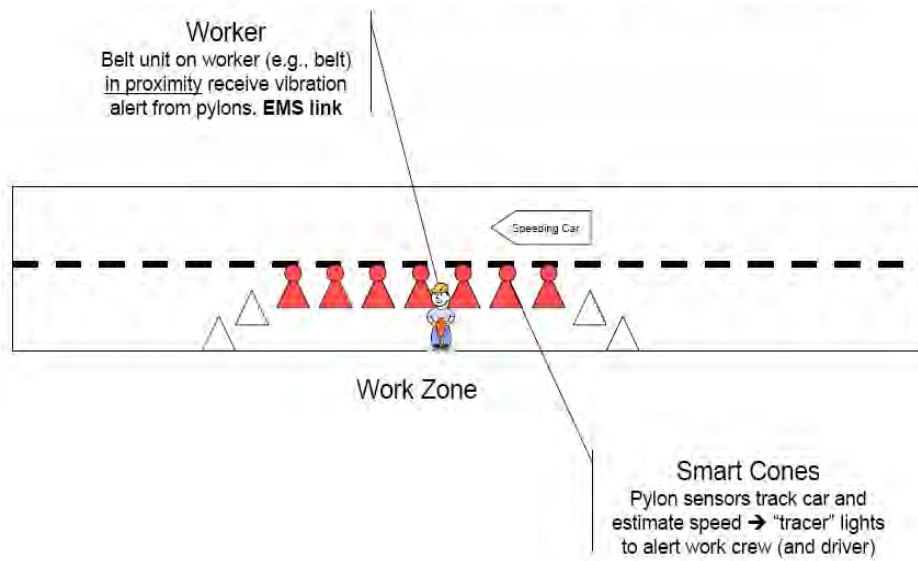 Worker
Belt unit on worker (e.g., belt)
in proximity receive vibration
alert from pylons. EMS link
Speeding Car
Work Zone
Smart Cones
Pylon sensors track car and
estimate speed ➔ “tracer” lights
to alert work crew (and driver)